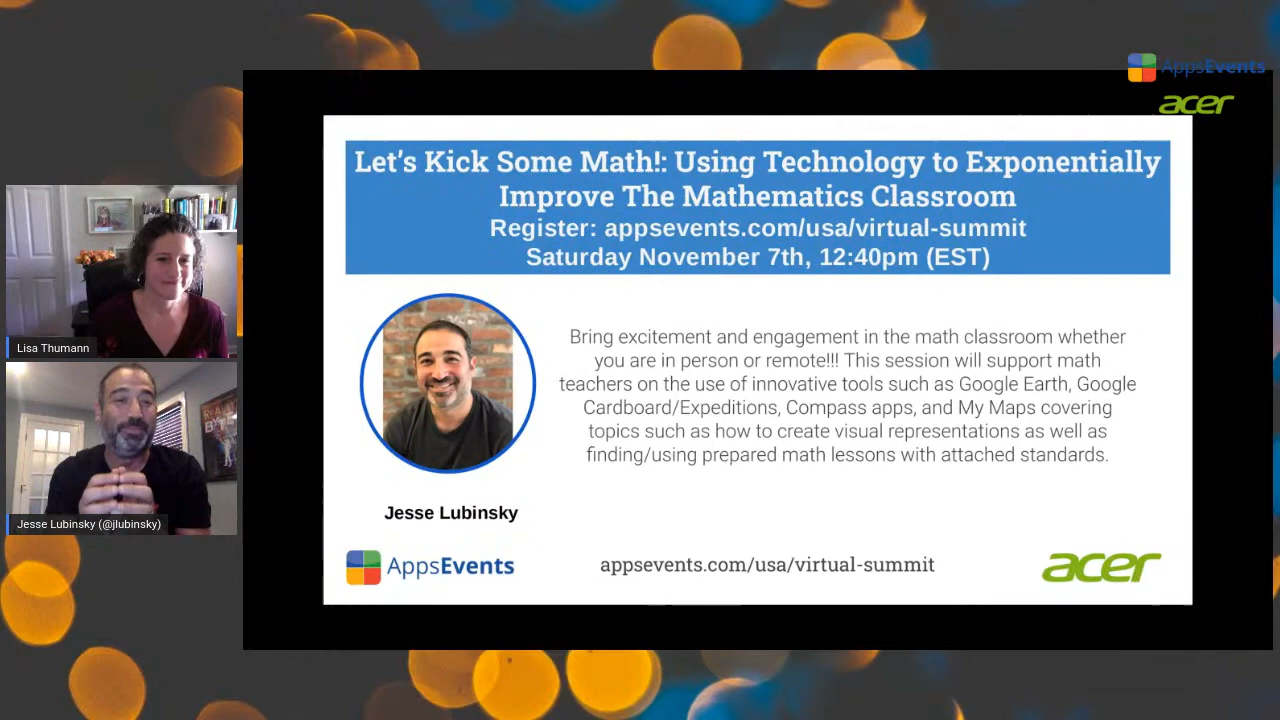 AppsEvents
acer
Let's Kick Some Math!: Using Technology to Exponentially
Improve The Mathematics Classroom
Register: appsevents.com/usa/virtual-summit
Saturday November 7th, 12:40pm (EST)
Lisa Thumann
Jesse Lubinsky (@jlubinsky)
Bring excitement and engagement in the math classroom whether
you are in person or remote!!! This session will support math
teachers on the use of innovative tools such as Google Earth, Google
Cardboard/Expeditions, Compass apps, and My Maps covering
topics such as how to create visual representations as well as
finding/using prepared math lessons with attached standards.
Jesse Lubinsky
AppsEvents
appsevents.com/usa/virtual-summit
acer